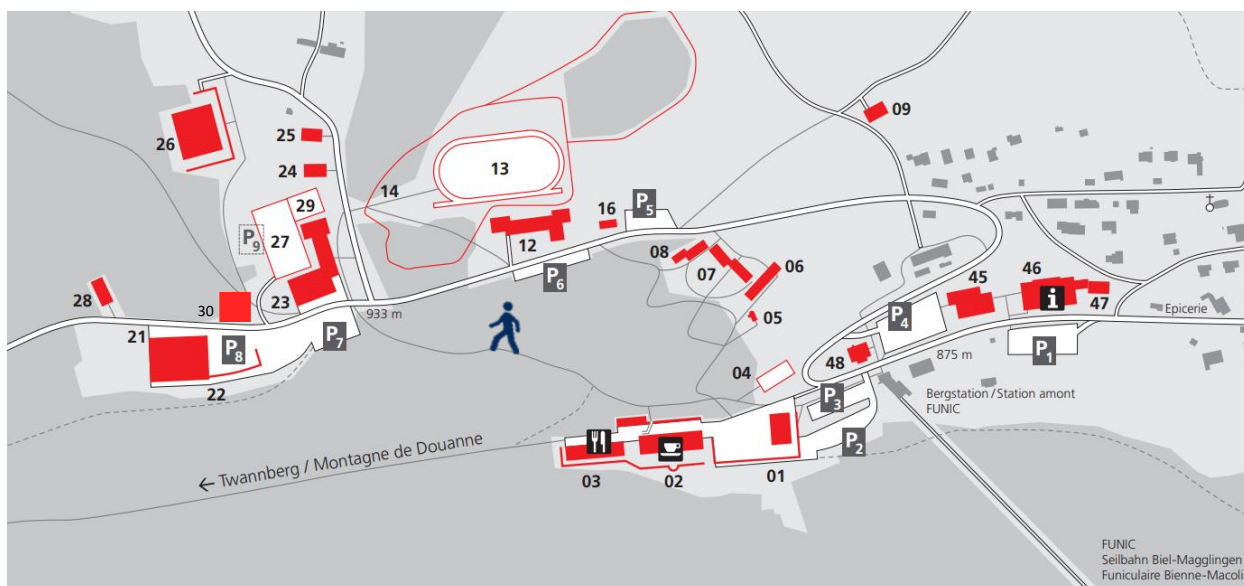 09
26
25
24
13
14
29
16
P5
P9
27
12
08
07
06
28
30
23
P6
05
45
46
i
47
Epicerie
21
933 m
P4
P8
P7
875 m
P1
04
48
22
P3
Bergstation/Station amont
FUNIC
← Twannberg / Montagne de Douanne
P2
03
02
01
FUNIC
Seilbahn Biel-Magglingen
Funiculaire Bienne-Macoli